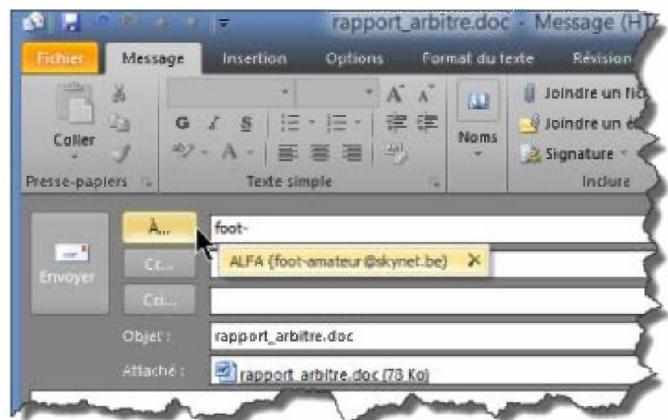 rapport_arbitre.doc - Message (HT
Fichier Message Insertion Options Format du texte Révision
Coller
G I S
A A
Noms
Joindre un fic
Joindre un é
Signature
Presse-papiers Texte simple Inclure
À... foot-
Cc... ALFA (foot-amateur@skynet.be)
Envoyer
Cci...
Objet : rapport_arbitre.doc
Attaché : rapport_arbitre.doc (73 Ko)